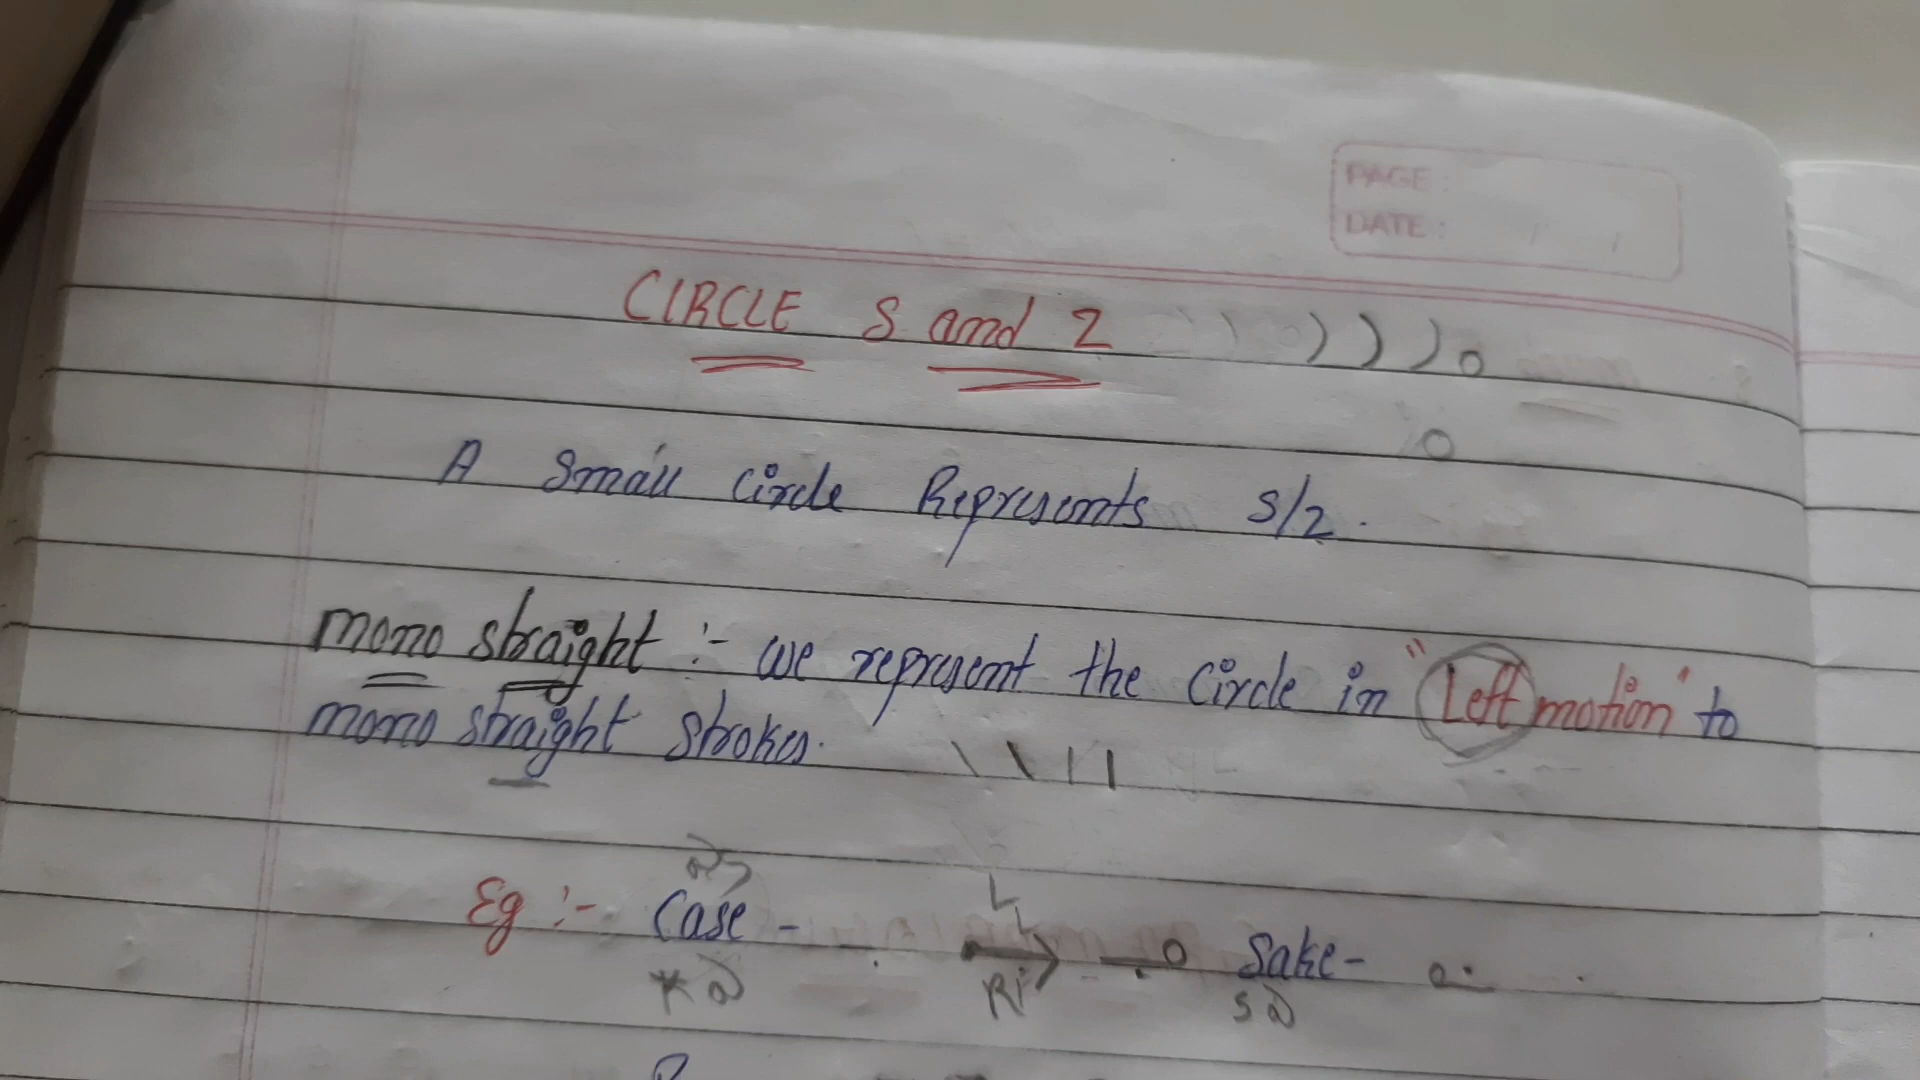 PAGE :
DATE : / /
CIRCLE S and Z
A small circle Represents S/Z.
mono straight :- we represent the circle in "Left motion" to
mono straight strokes.
Eg :- Case - Sake -